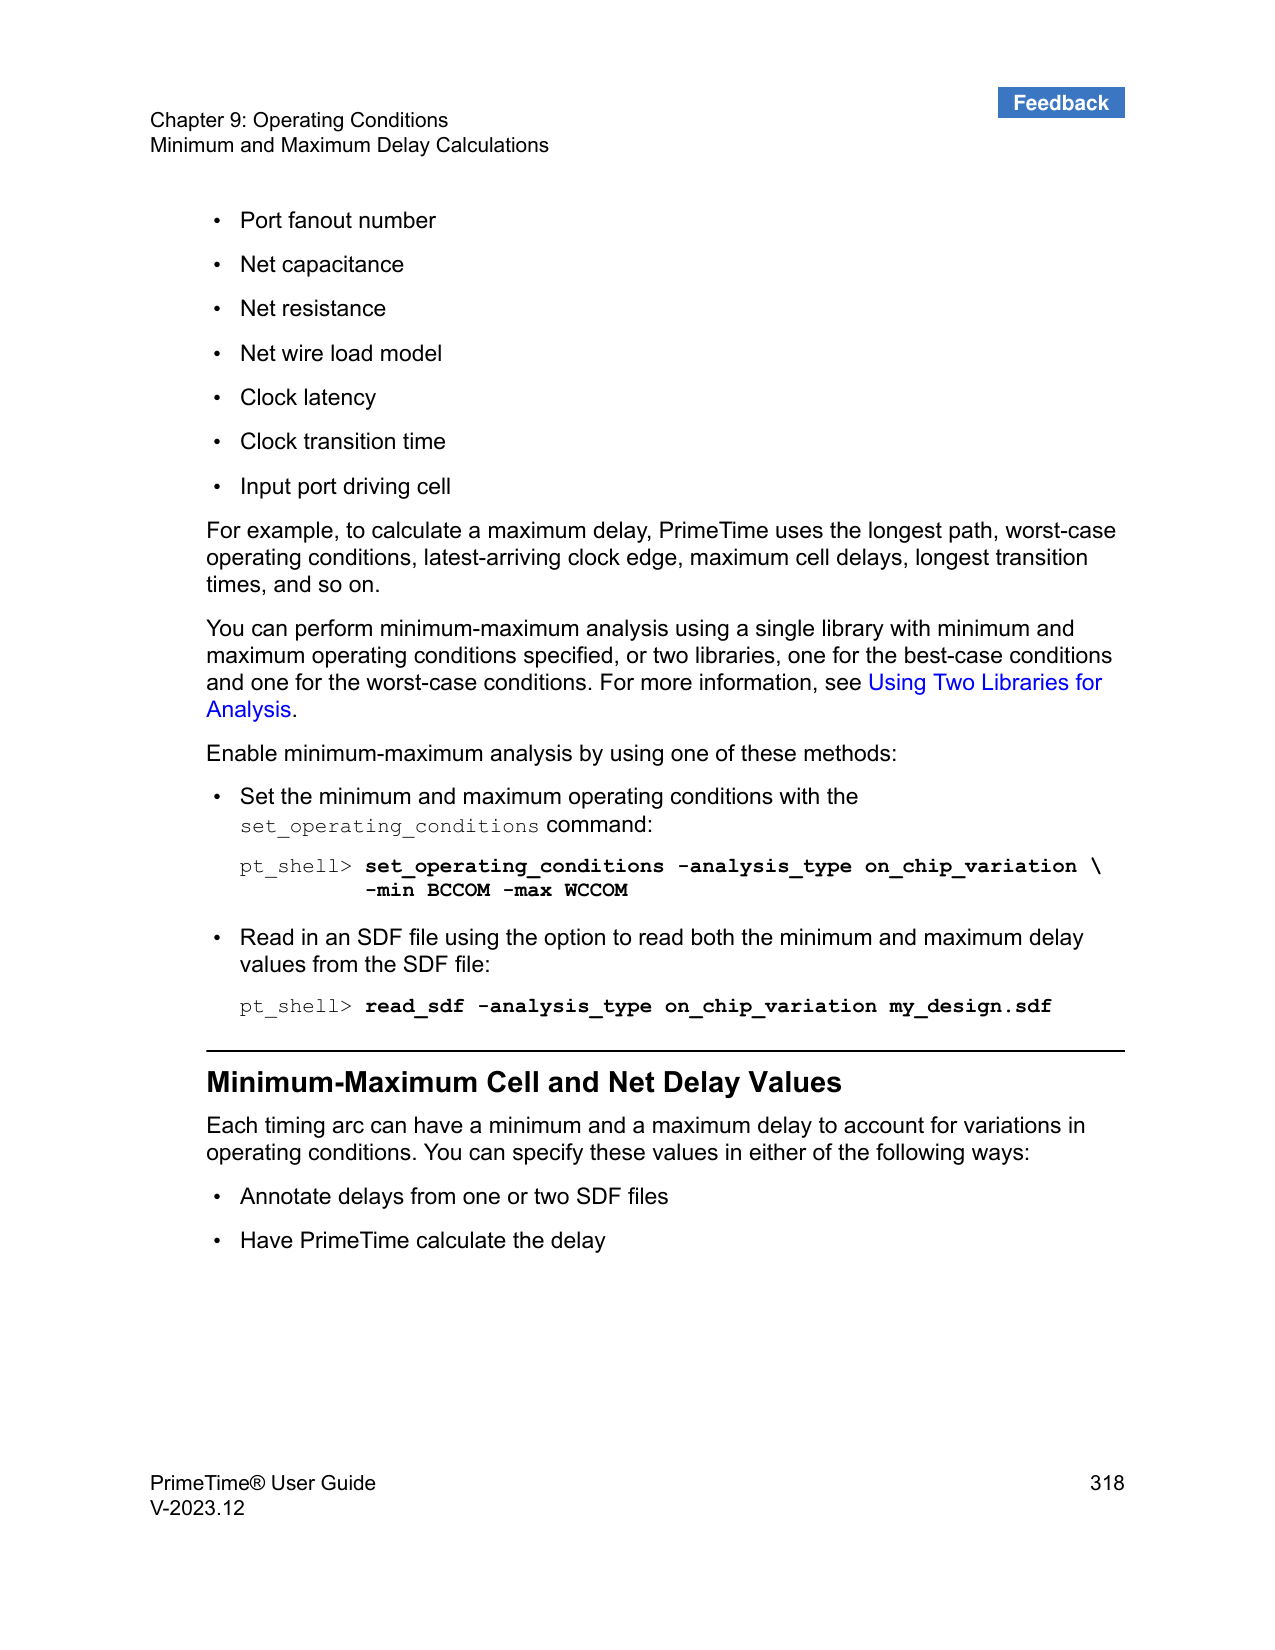 Feedback
Chapter 9: Operating Conditions
Minimum and Maximum Delay Calculations
• Port fanout number
• Net capacitance
• Net resistance
• Net wire load model
• Clock latency
• Clock transition time
• Input port driving cell
For example, to calculate a maximum delay, PrimeTime uses the longest path, worst-case
operating conditions, latest-arriving clock edge, maximum cell delays, longest transition
times, and so on.
You can perform minimum-maximum analysis using a single library with minimum and
maximum operating conditions specified, or two libraries, one for the best-case conditions
and one for the worst-case conditions. For more information, see Using Two Libraries for
Analysis.
Enable minimum-maximum analysis by using one of these methods:
• Set the minimum and maximum operating conditions with the
set_operating_conditions command:
pt_shell> set_operating_conditions -analysis_type on_chip_variation \
-min BCCOM -max WCCOM
• Read in an SDF file using the option to read both the minimum and maximum delay
values from the SDF file:
pt_shell> read_sdf -analysis_type on_chip_variation my_design.sdf
Minimum-Maximum Cell and Net Delay Values
Each timing arc can have a minimum and a maximum delay to account for variations in
operating conditions. You can specify these values in either of the following ways:
• Annotate delays from one or two SDF files
• Have PrimeTime calculate the delay
PrimeTime® User Guide 318
V-2023.12